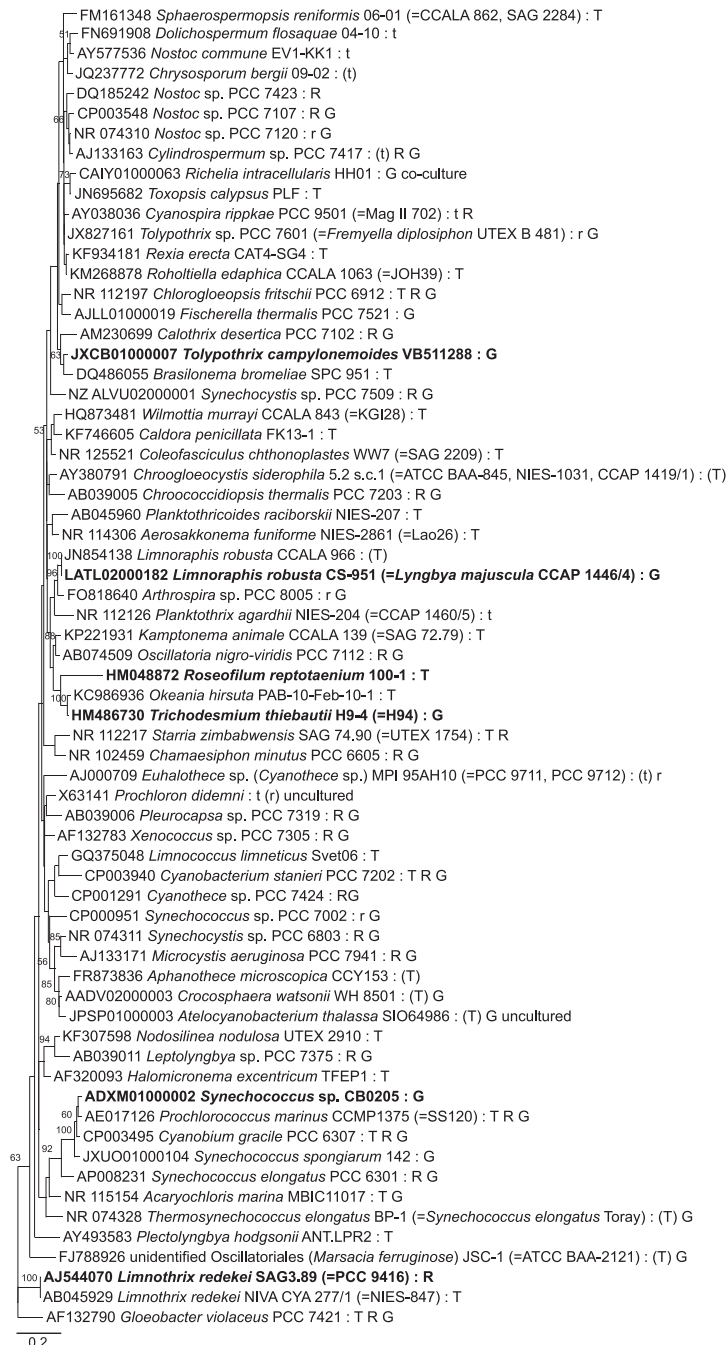 FM161348 Sphaerospermopsis reniformis 06-01 (=CCALA 862, SAG 2284) : T
51
FN691908 Dolichospermum flosaquae 04-10 : t
AY577536 Nostoc commune EV1-KK1 : t
JQ237772 Chrysosporum bergii 09-02 : (t)
DQ185242 Nostoc sp. PCC 7423 : R
CP003548 Nostoc sp. PCC 7107 : R G
66
NR 074310 Nostoc sp. PCC 7120 : r G
AJ133163 Cylindrospermum sp. PCC 7417 : (t) R G
73
CAIY01000063 Richelia intracellularis HH01 : G co-culture
JN695682 Toxopsis calypsus PLF : T
AY038036 Cyanospira rippkae PCC 9501 (=Mag II 702) : t R
JX827161 Tolypothrix sp. PCC 7601 (=Fremyella diplosiphon UTEX B 481) : r G
KF934181 Rexia erecta CAT4-SG4 : T
KM268878 Roholtiella edaphica CCALA 1063 (=JOH39) : T
NR 112197 Chlorogloeopsis fritschii PCC 6912 : T R G
AJLL01000019 Fischerella thermalis PCC 7521 : G
AM230699 Calothrix desertica PCC 7102 : R G
63
JXCB01000007 Tolypothrix campylonemoides VB511288 : G
DQ486055 Brasilonema bromeliae SPC 951 : T
NZ ALVU02000001 Synechocystis sp. PCC 7509 : R G
HQ873481 Wilmottia murrayi CCALA 843 (=KGI28) : T
53
KF746605 Caldora penicillata FK13-1 : T
NR 125521 Coleofasciculus chthonoplastes WW7 (=SAG 2209) : T
AY380791 Chroogloeocystis siderophila 5.2 s.c.1 (=ATCC BAA-845, NIES-1031, CCAP 1419/1) : (T)
AB039005 Chroococcidiopsis thermalis PCC 7203 : R G
AB045960 Planktothricoides raciborskii NIES-207 : T
NR 114306 Aerosakkonema funiforme NIES-2861 (=Lao26) : T
100
JN854138 Limnoraphis robusta CCALA 966 : (T)
96
LATL02000182 Limnoraphis robusta CS-951 (=Lyngbya majuscula CCAP 1446/4) : G
FO818640 Arthrospira sp. PCC 8005 : r G
NR 112126 Planktothrix agardhii NIES-204 (=CCAP 1460/5) : t
KP221931 Kamptonema animale CCALA 139 (=SAG 72.79) : T
AB074509 Oscillatoria nigro-viridis PCC 7112 : R G
HM048872 Roseofilum reptotaenium 100-1 : T
100
KC986936 Okeania hirsuta PAB-10-Feb-10-1 : T
HM486730 Trichodesmium thiebautii H9-4 (=H94) : G
NR 112217 Starria zimbabwensis SAG 74.90 (=UTEX 1754) : T R
NR 102459 Chamaesiphon minutus PCC 6605 : R G
AJ000709 Euhalothece sp. (Cyanothece sp.) MPI 95AH10 (=PCC 9711, PCC 9712) : (t) r
X63141 Prochloron didemni : t (r) uncultured
AB039006 Pleurocapsa sp. PCC 7319 : R G
AF132783 Xenococcus sp. PCC 7305 : R G
GQ375048 Limnococcus limneticus Svet06 : T
CP003940 Cyanobacterium stanieri PCC 7202 : T R G
CP001291 Cyanothece sp. PCC 7424 : RG
CP000951 Synechococcus sp. PCC 7002 : r G
85
NR 074311 Synechocystis sp. PCC 6803 : R G
AJ133171 Microcystis aeruginosa PCC 7941 : R G
56
FR873836 Aphanothece microscopica CCY153 : (T)
85
AADV02000003 Crocosphaera watsonii WH 8501 : (T) G
80
JPSP01000003 Atelocyanobacterium thalassa SIO64986 : (T) G uncultured
94
KF307598 Nodosilinea nodulosa UTEX 2910 : T
AB039011 Leptolyngbya sp. PCC 7375 : R G
AF320093 Halomicronema excentricum TFEP1 : T
ADXM01000002 Synechococcus sp. CB0205 : G
60
AE017126 Prochlorococcus marinus CCMP1375 (=SS120) : T R G
100
CP003495 Cyanobium gracile PCC 6307 : T R G
92
JXUO01000104 Synechococcus spongiarum 142 : G
63
AP008231 Synechococcus elongatus PCC 6301 : R G
NR 115154 Acaryochloris marina MBIC11017 : T G
NR 074328 Thermosynechococcus elongatus BP-1 (=Synechococcus elongatus Toray) : (T) G
AY493583 Plectolyngbya hodgsonii ANT.LPR2 : T
FJ788926 unidentified Oscillatoriales (Marsacia ferruginose) JSC-1 (=ATCC BAA-2121) : (T) G
100
AJ544070 Limnothrix redekei SAG3.89 (=PCC 9416) : R
AB045929 Limnothrix redekei NIVA CYA 277/1 (=NIES-847) : T
AF132790 Gloeobacter violaceus PCC 7421 : T R G
0.2